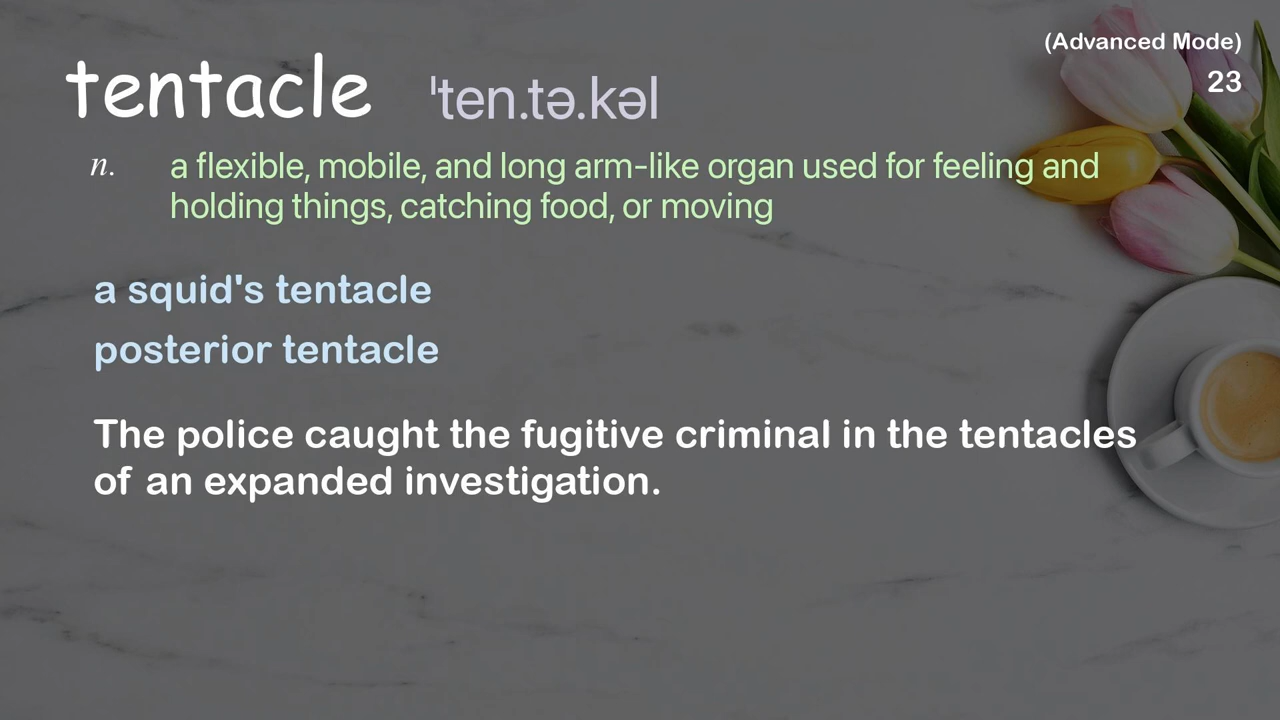 (Advanced Mode)
23
tentacle ˈten.tə.kəl
n. a flexible, mobile, and long arm-like organ used for feeling and
holding things, catching food, or moving
a squid's tentacle
posterior tentacle
The police caught the fugitive criminal in the tentacles
of an expanded investigation.